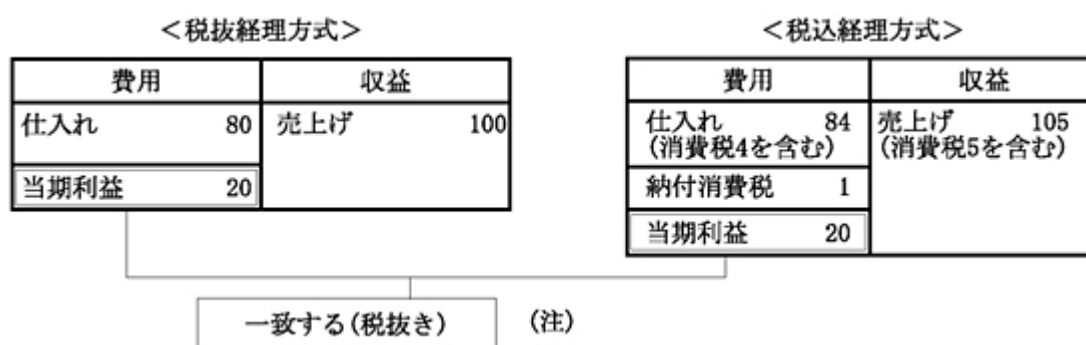 ＜税抜経理方式＞
費用 収益
仕入れ 80 売上げ 100
当期利益 20
＜税込経理方式＞
費用 収益
仕入れ 84 売上げ 105
(消費税4を含む) (消費税5を含む)
納付消費税 1
当期利益 20
一致する(税抜き) (注)